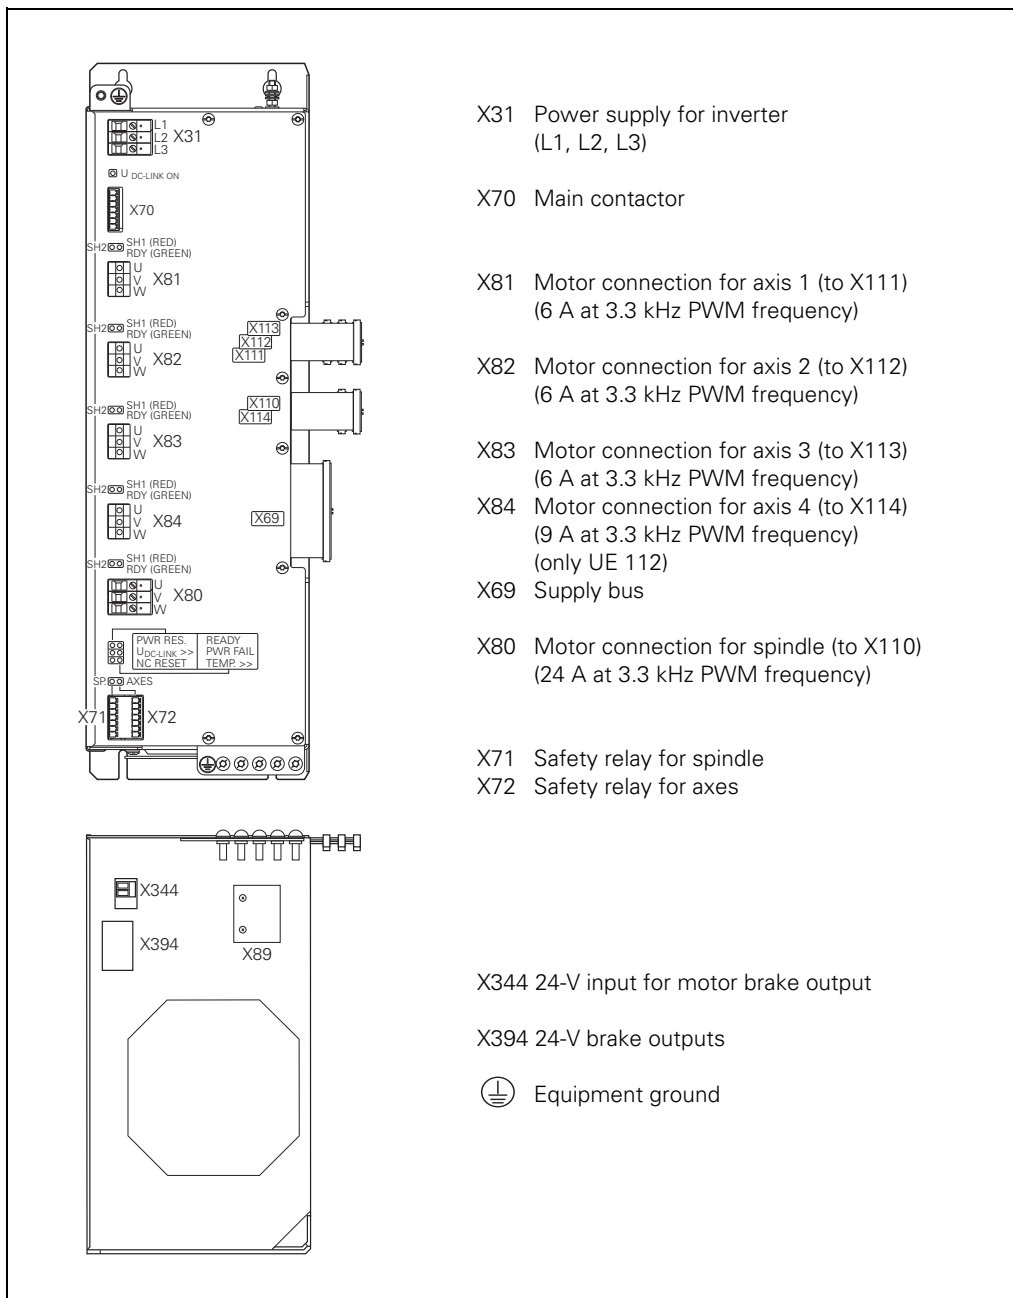 L1
L2 X31
L3
U DC-LINK ON
X70
SH2 SH1 (RED)
RDY (GREEN)
U
V X81
W
SH2 SH1 (RED)
RDY (GREEN)
U
V X82
W
X113
X112
X111
SH2 SH1 (RED)
RDY (GREEN)
U
V X83
W
X110
X114
SH2 SH1 (RED)
RDY (GREEN)
U
V X84
W
X69
SH2 SH1 (RED)
RDY (GREEN)
U
V X80
W
PWR RES. READY
UDC-LINK >> PWR FAIL
NC RESET TEMP. >>
SP. AXES
X71 X72
X344
X394
X89
X31 Power supply for inverter
(L1, L2, L3)
X70 Main contactor
X81 Motor connection for axis 1 (to X111)
(6 A at 3.3 kHz PWM frequency)
X82 Motor connection for axis 2 (to X112)
(6 A at 3.3 kHz PWM frequency)
X83 Motor connection for axis 3 (to X113)
(6 A at 3.3 kHz PWM frequency)
X84 Motor connection for axis 4 (to X114)
(9 A at 3.3 kHz PWM frequency)
(only UE 112)
X69 Supply bus
X80 Motor connection for spindle (to X110)
(24 A at 3.3 kHz PWM frequency)
X71 Safety relay for spindle
X72 Safety relay for axes
X344 24-V input for motor brake output
X394 24-V brake outputs
Equipment ground